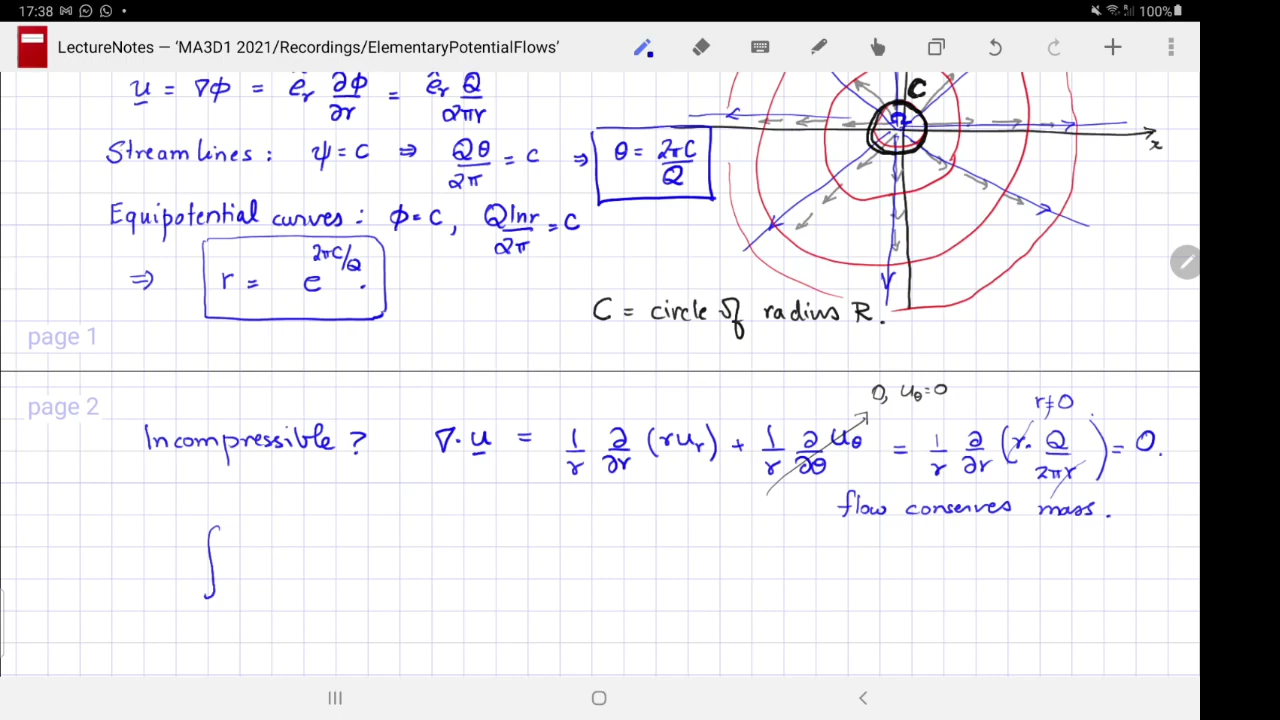 17:38 100%
LectureNotes — ‘MA3D1 2021/Recordings/ElementaryPotentialFlows’
u = ∇ϕ = ê_r ∂ϕ/∂r = ê_r Q/2πr
C
Streamlines : ψ = C ⇒ Qθ/2π = C ⇒ θ = 2πC/Q
x
Equipotential curves : ϕ = C, Q ln r/2π = C
⇒ r = e^{2πC/Q}.
C = circle of radius R.
page 1
page 2
0, u_θ = 0
r ≠ 0
Incompressible ? ∇·u = 1/r ∂/∂r (r u_r) + 1/r ∂/∂θ u_θ = 1/r ∂/∂r (r · Q/2πr) = 0.
flow conserves mass.
∫